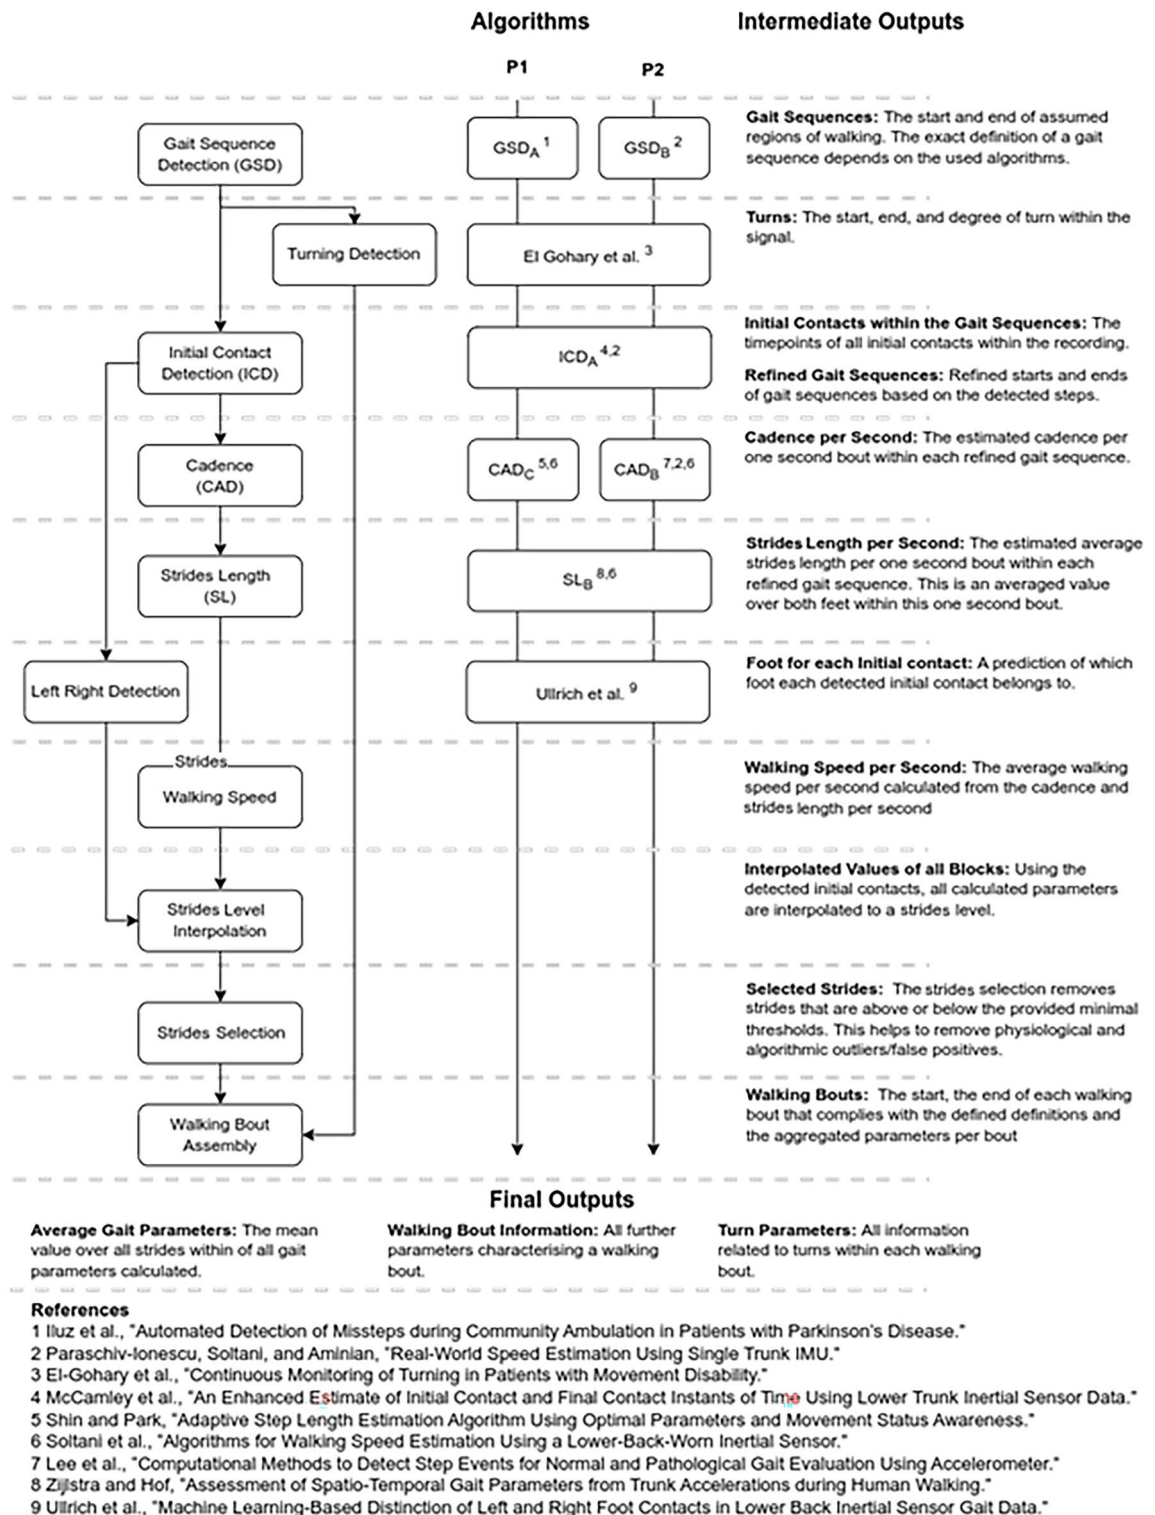 Algorithms
Intermediate Outputs
P1
P2
Gait Sequence
Detection (GSD)
GSDA 1
GSDB 2
Gait Sequences: The start and end of assumed
regions of walking. The exact definition of a gait
sequence depends on the used algorithms.
Turning Detection
El Gohary et al. 3
Turns: The start, end, and degree of turn within the
signal.
Initial Contact
Detection (ICD)
ICDA 4,2
Initial Contacts within the Gait Sequences: The
timepoints of all initial contacts within the recording.
Refined Gait Sequences: Refined starts and ends
of gait sequences based on the detected steps.
Cadence
(CAD)
CADC 5,6
CADB 7,2,6
Cadence per Second: The estimated cadence per
one second bout within each refined gait sequence.
Strides Length
(SL)
SLB 8,6
Strides Length per Second: The estimated average
strides length per one second bout within each
refined gait sequence. This is an averaged value
over both feet within this one second bout.
Left Right Detection
Ullrich et al. 9
Foot for each Initial contact: A prediction of which
foot each detected initial contact belongs to.
Strides
Walking Speed
Walking Speed per Second: The average walking
speed per second calculated from the cadence and
strides length per second
Strides Level
Interpolation
Interpolated Values of all Blocks: Using the
detected initial contacts, all calculated parameters
are interpolated to a strides level.
Strides Selection
Selected Strides: The strides selection removes
strides that are above or below the provided minimal
thresholds. This helps to remove physiological and
algorithmic outliers/false positives.
Walking Bout
Assembly
Walking Bouts: The start, the end of each walking
bout that complies with the defined definitions and
the aggregated parameters per bout
Final Outputs
Average Gait Parameters: The mean
value over all strides within of all gait
parameters calculated.
Walking Bout Information: All further
parameters characterising a walking
bout.
Turn Parameters: All information
related to turns within each walking
bout.
References
1 Iluz et al., "Automated Detection of Missteps during Community Ambulation in Patients with Parkinson's Disease."
2 Paraschiv-Ionescu, Soltani, and Aminian, "Real-World Speed Estimation Using Single Trunk IMU."
3 El-Gohary et al., "Continuous Monitoring of Turning in Patients with Movement Disability."
4 McCamley et al., "An Enhanced Estimate of Initial Contact and Final Contact Instants of Time Using Lower Trunk Inertial Sensor Data."
5 Shin and Park, "Adaptive Step Length Estimation Algorithm Using Optimal Parameters and Movement Status Awareness."
6 Soltani et al., "Algorithms for Walking Speed Estimation Using a Lower-Back-Worn Inertial Sensor."
7 Lee et al., "Computational Methods to Detect Step Events for Normal and Pathological Gait Evaluation Using Accelerometer."
8 Zijlstra and Hof, "Assessment of Spatio-Temporal Gait Parameters from Trunk Accelerations during Human Walking."
9 Ullrich et al., "Machine Learning-Based Distinction of Left and Right Foot Contacts in Lower Back Inertial Sensor Gait Data."